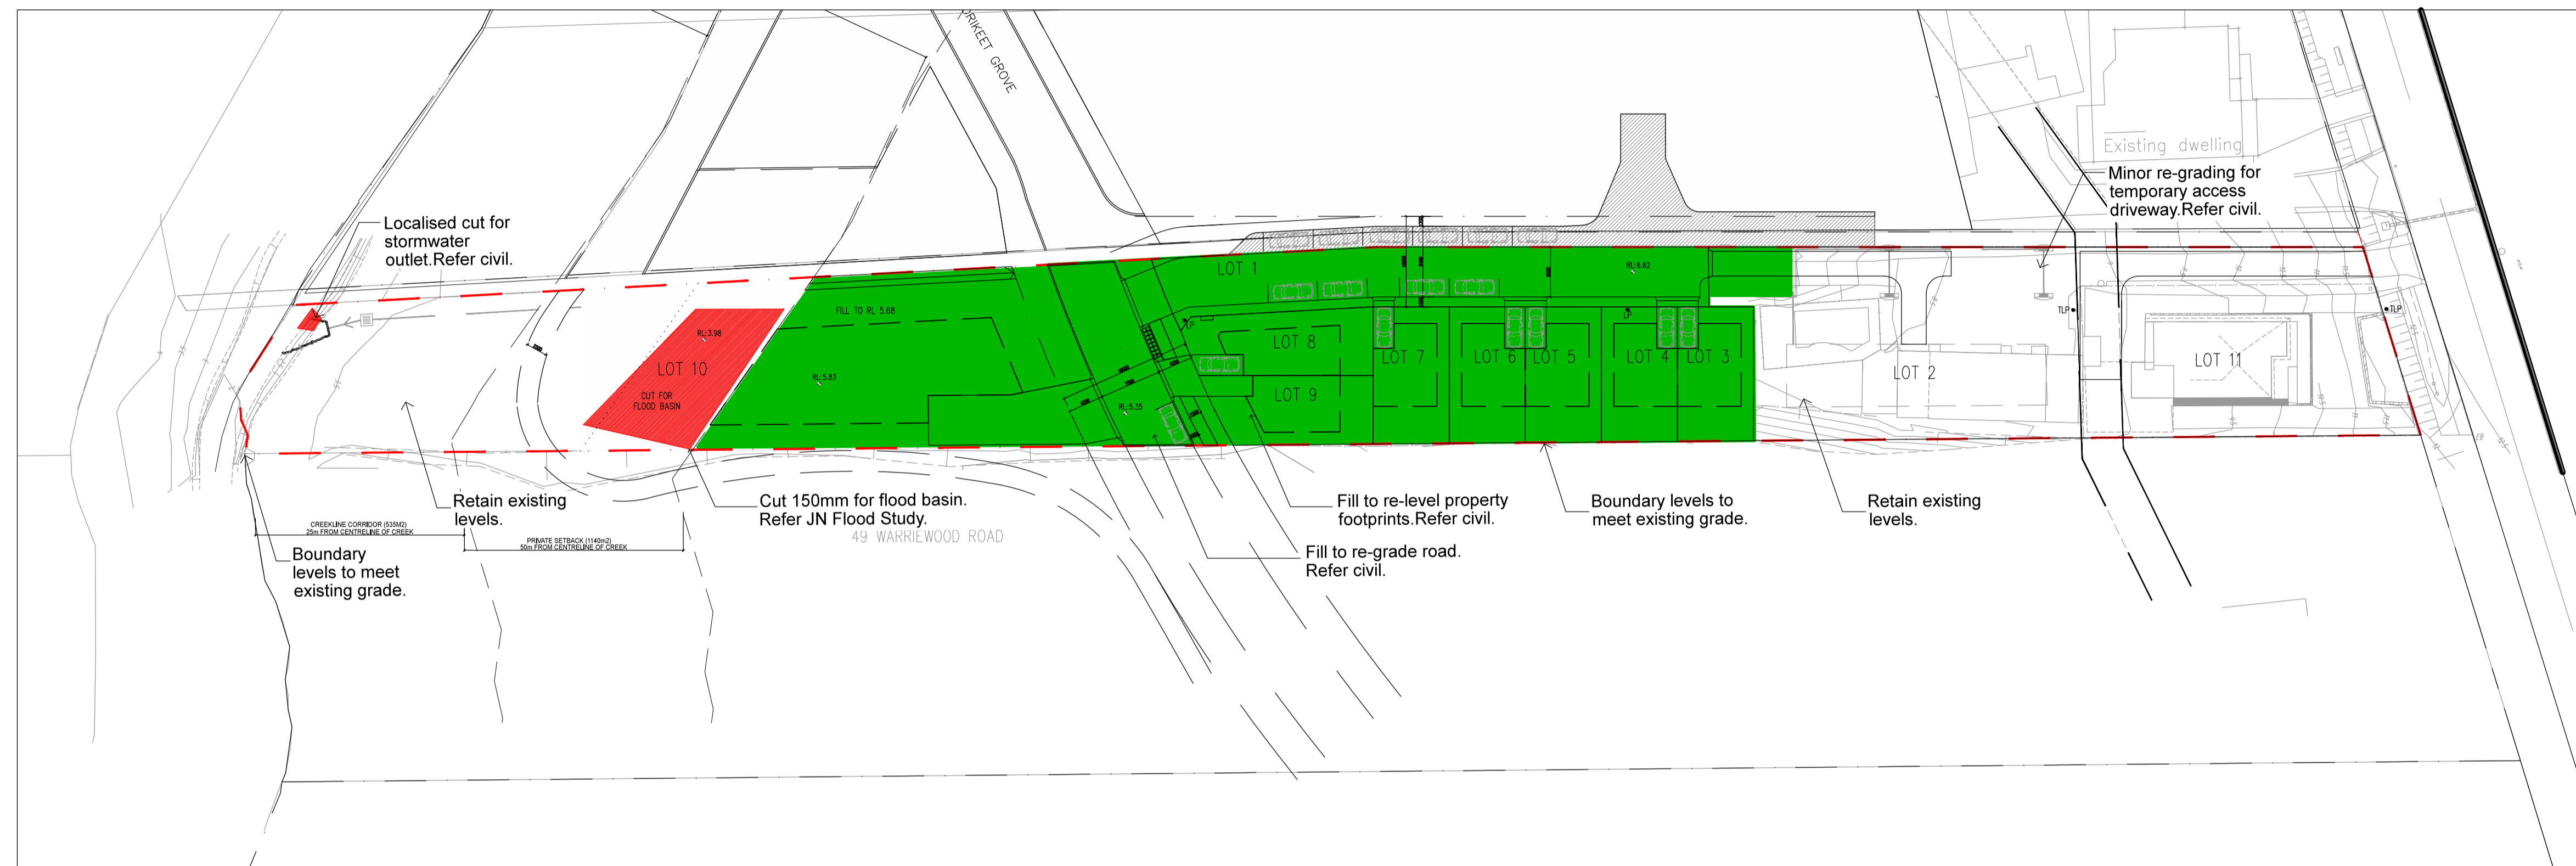 ORIKEET GROVE
Existing dwelling
Minor re-grading for
temporary access
driveway.Refer civil.
Localised cut for
stormwater
outlet.Refer civil.
LOT 1
RL:6.62
FILL TO RL 5.68
RL:3.98
LOT 10
CUT FOR
FLOOD BASIN
RL:5.83
RL:5.35
LP
LOT 8
LOT 9
LOT 7
LOT 6
LOT 5
LP
LOT 4
LOT 3
LOT 2
TLP
LOT 11
TLP
EB
Retain existing
levels.
Cut 150mm for flood basin.
Refer JN Flood Study.
Fill to re-level property
footprints.Refer civil.
Boundary levels to
meet existing grade.
Retain existing
levels.
CREEKLINE CORRIDOR (535M2)
25m FROM CENTRELINE OF CREEK
PRIVATE SETBACK (1140m2)
50m FROM CENTRELINE OF CREEK
49 WARRIEWOOD ROAD
Fill to re-grade road.
Refer civil.
Boundary
levels to meet
existing grade.